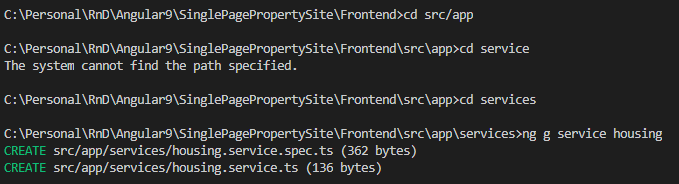 C:\Personal\RnD\Angular9\SinglePagePropertySite\Frontend>cd src/app
C:\Personal\RnD\Angular9\SinglePagePropertySite\Frontend\src\app>cd service
The system cannot find the path specified.
C:\Personal\RnD\Angular9\SinglePagePropertySite\Frontend\src\app>cd services
C:\Personal\RnD\Angular9\SinglePagePropertySite\Frontend\src\app\services>ng g service housing
CREATE src/app/services/housing.service.spec.ts (362 bytes)
CREATE src/app/services/housing.service.ts (136 bytes)